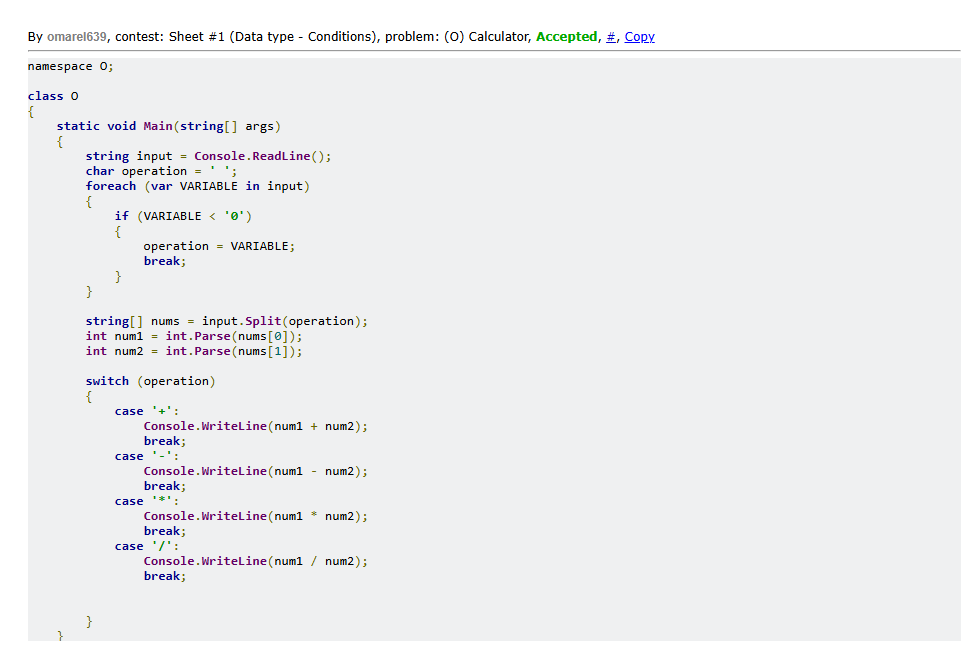 By omarel639, contest: Sheet #1 (Data type - Conditions), problem: (O) Calculator, Accepted, #, Copy
namespace O;
class O
{
    static void Main(string[] args)
    {
        string input = Console.ReadLine();
        char operation = ' ';
        foreach (var VARIABLE in input)
        {
            if (VARIABLE < '0')
            {
                operation = VARIABLE;
                break;
            }
        }
        string[] nums = input.Split(operation);
        int num1 = int.Parse(nums[0]);
        int num2 = int.Parse(nums[1]);
        switch (operation)
        {
            case '+':
                Console.WriteLine(num1 + num2);
                break;
            case '-':
                Console.WriteLine(num1 - num2);
                break;
            case '*':
                Console.WriteLine(num1 * num2);
                break;
            case '/':
                Console.WriteLine(num1 / num2);
                break;
        }
    }